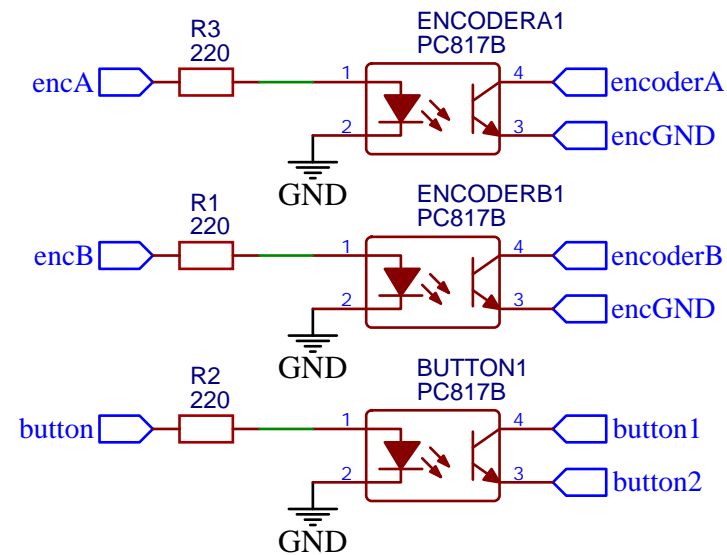 ENCODERA1
PC817B
R3
220
encA
1
2
4
3
encoderA
encGND
GND
ENCODERB1
PC817B
R1
220
encB
1
2
4
3
encoderB
encGND
GND
BUTTON1
PC817B
R2
220
button
1
2
4
3
button1
button2
GND